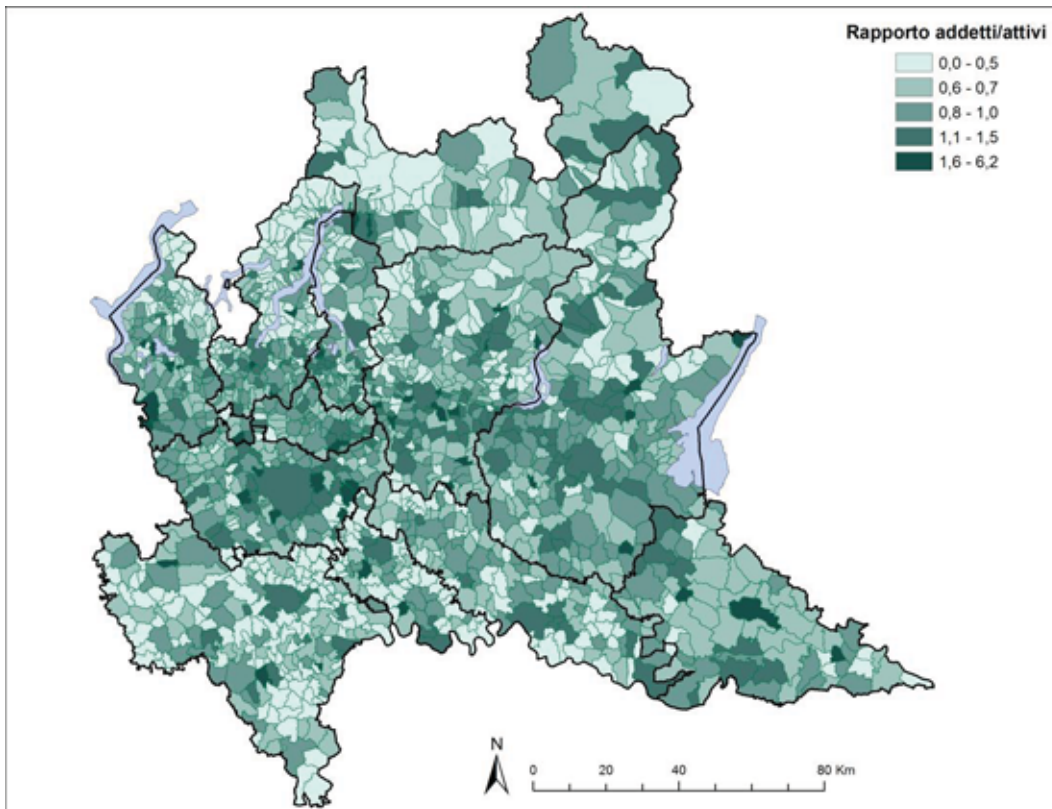 Rapporto addetti/attivi
0,0 - 0,5
0,6 - 0,7
0,8 - 1,0
1,1 - 1,5
1,6 - 6,2
N
0 20 40 80 Km